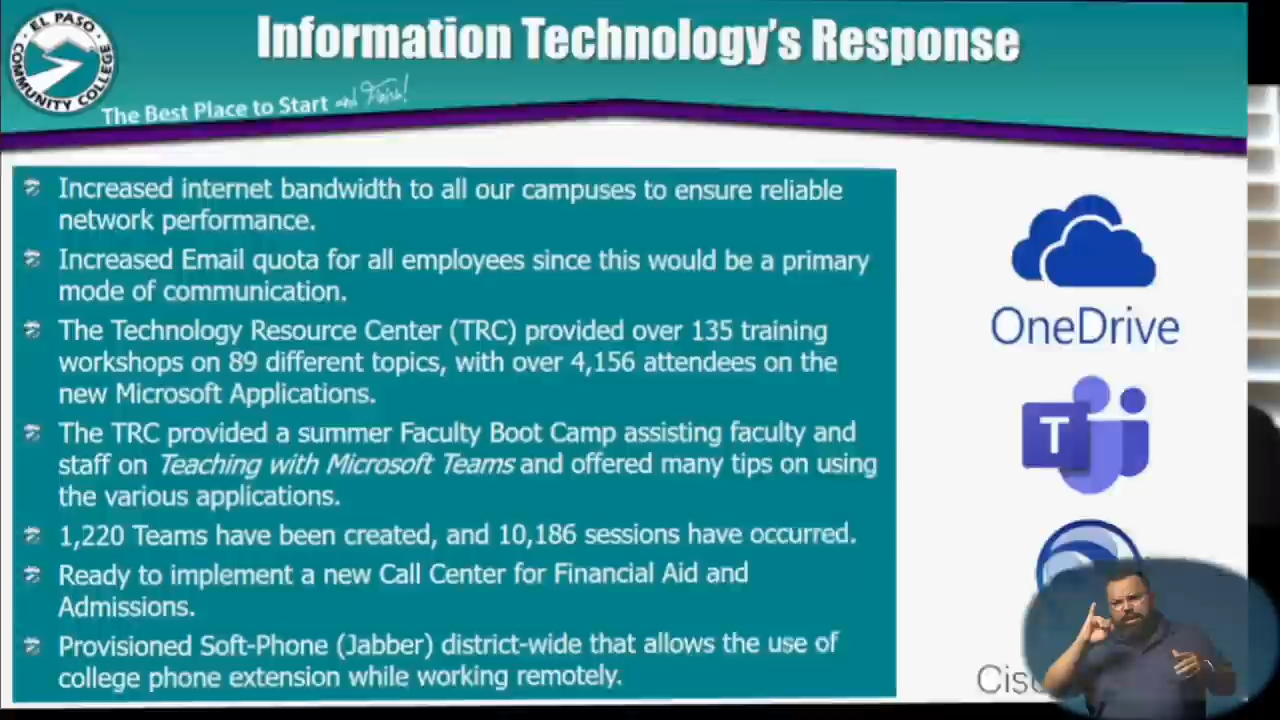 EL PASO
COMMUNITY COLLEGE
Information Technology's Response
The Best Place to Start and Finish!
Increased internet bandwidth to all our campuses to ensure reliable
network performance.
Increased Email quota for all employees since this would be a primary
mode of communication.
The Technology Resource Center (TRC) provided over 135 training
workshops on 89 different topics, with over 4,156 attendees on the
new Microsoft Applications.
The TRC provided a summer Faculty Boot Camp assisting faculty and
staff on Teaching with Microsoft Teams and offered many tips on using
the various applications.
1,220 Teams have been created, and 10,186 sessions have occurred.
Ready to implement a new Call Center for Financial Aid and
Admissions.
Provisioned Soft-Phone (Jabber) district-wide that allows the use of
college phone extension while working remotely.
OneDrive
T